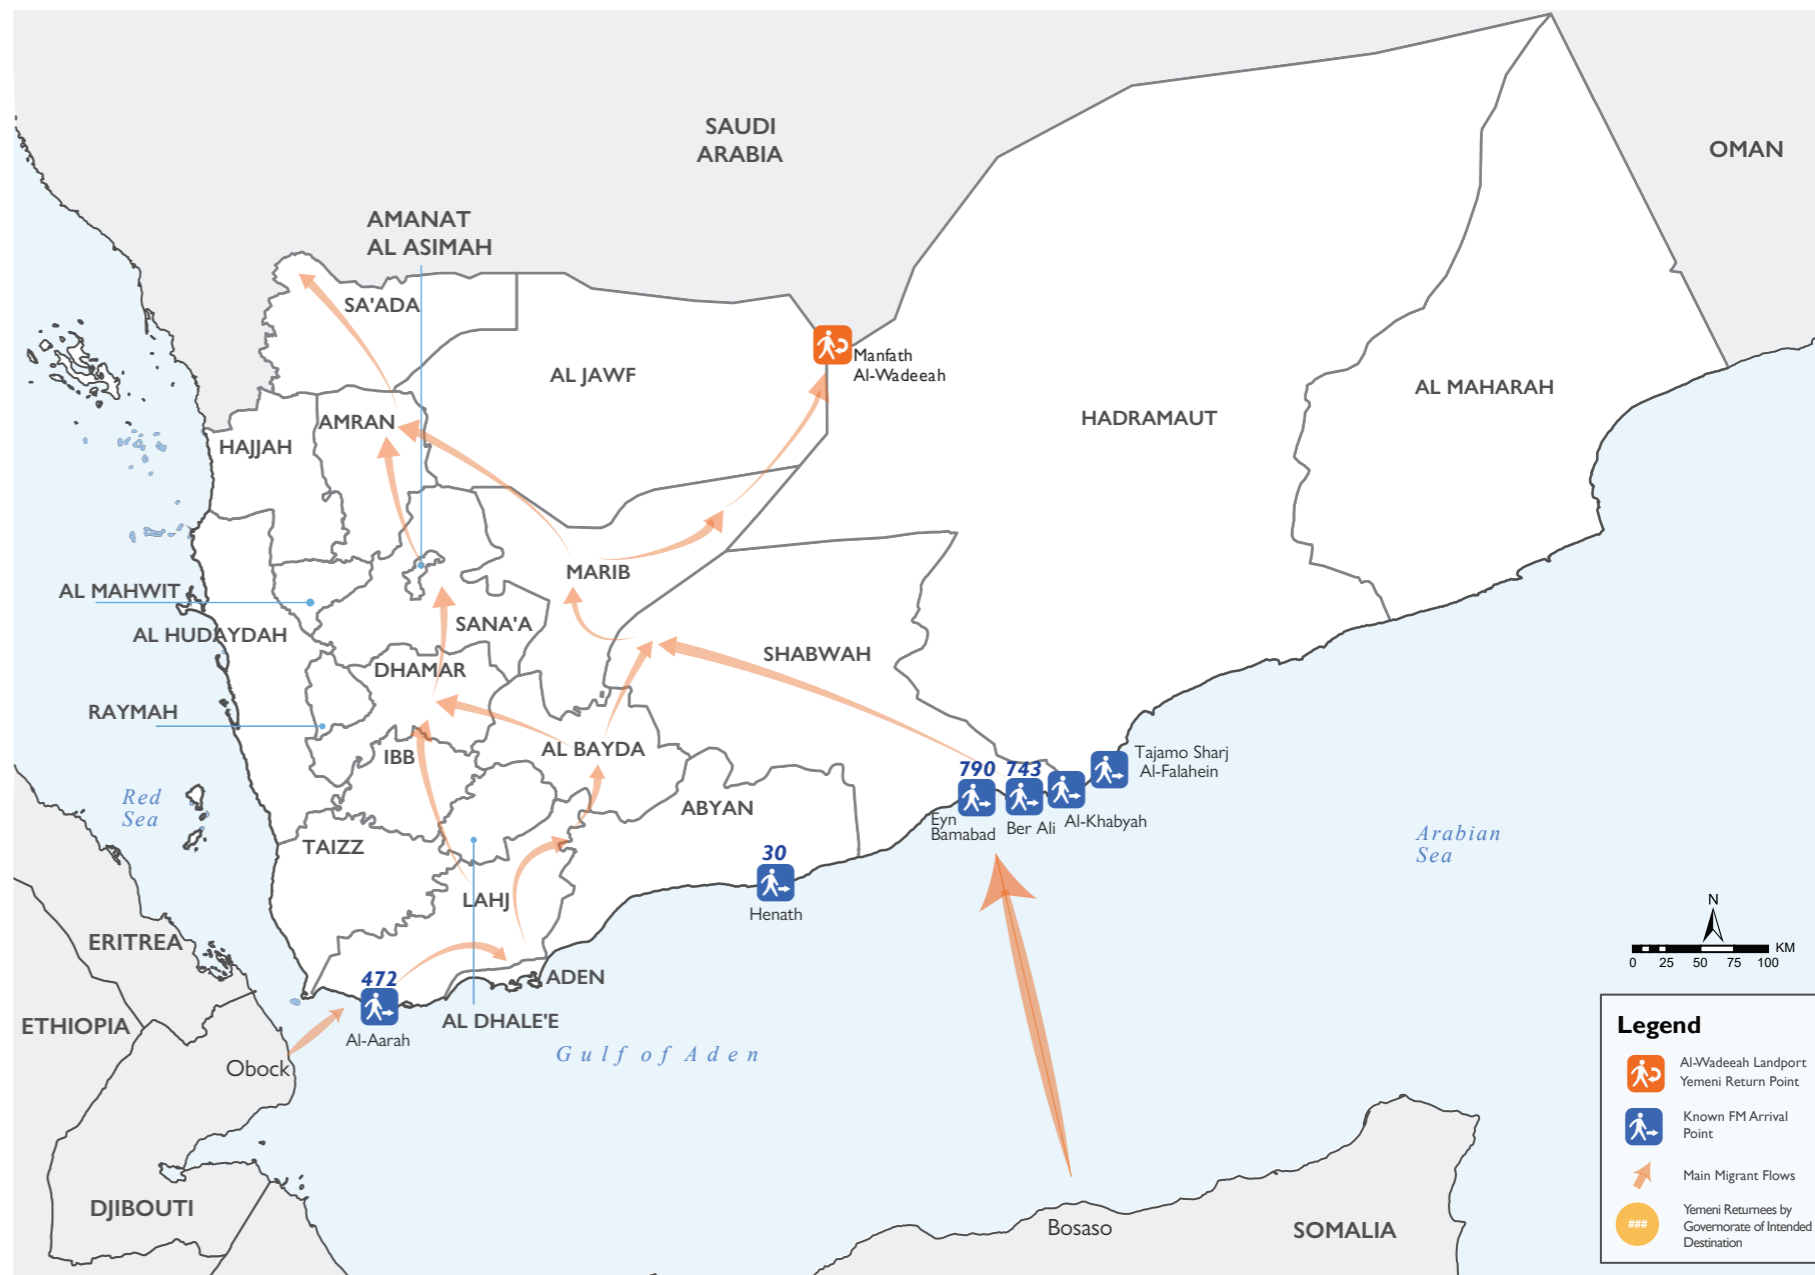 SAUDI
ARABIA
OMAN
AMANAT
AL ASIMAH
SA'ADA
Manfath
Al-Wadeeah
AL JAWF
AL MAHARAH
HADRAMAUT
AMRAN
HAJJAH
MARIB
AL MAHWIT
SANA'A
AL HUDAYDAH
SHABWAH
DHAMAR
RAYMAH
AL BAYDA
IBB
Tajamo Sharj
Al-Falahein
790
743
Red
Sea
ABYAN
Eyn
Bamabad
Ber Ali
Al-Khabyah
Arabian
Sea
TAIZZ
30
LAHJ
Henath
ERITREA
N
KM
0 25 50 75 100
472
ADEN
ETHIOPIA
AL DHALE'E
Al-Aarah
Gulf of Aden
Obock
Legend
Al-Wadeeah Landport
Yemeni Return Point
Known FM Arrival
Point
Main Migrant Flows
###
Yemeni Returnees by
Governorate of Intended
Destination
DJIBOUTI
Bosaso
SOMALIA